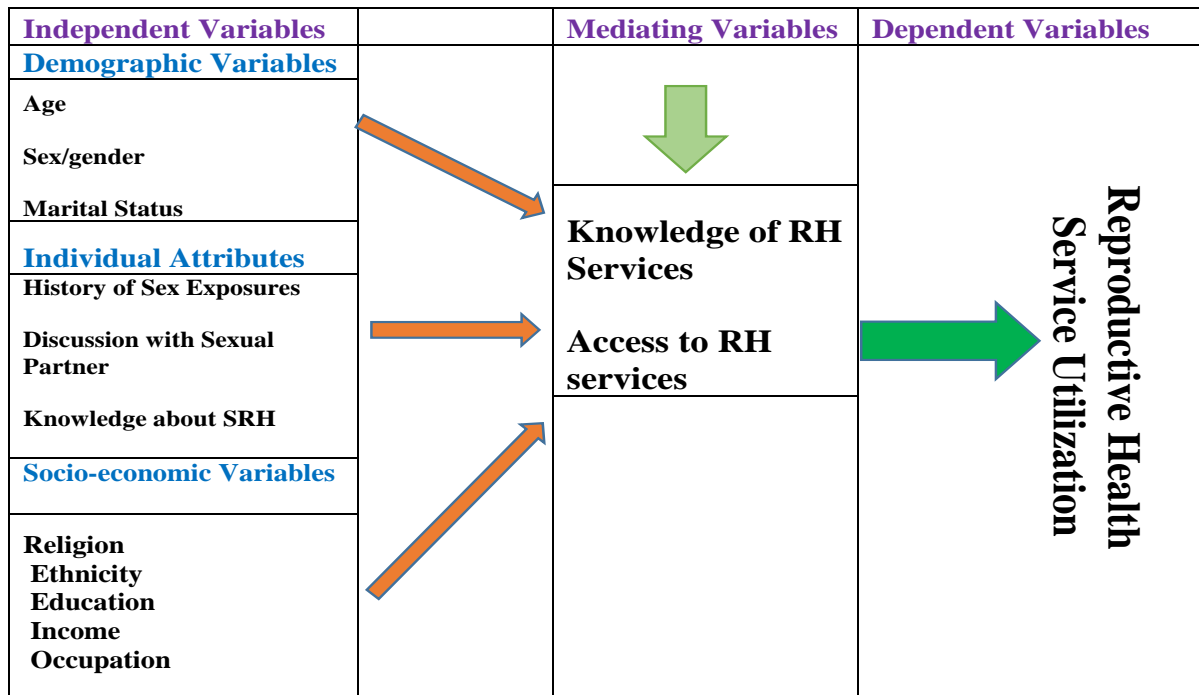 Independent Variables
Mediating Variables
Dependent Variables
Demographic Variables
Age
Sex/gender
Marital Status
Individual Attributes
History of Sex Exposures
Discussion with Sexual
Partner
Knowledge about SRH
Socio-economic Variables
Religion
Ethnicity
Education
Income
Occupation
Knowledge of RH
Services
Access to RH
services
Reproductive Health
Service Utilization